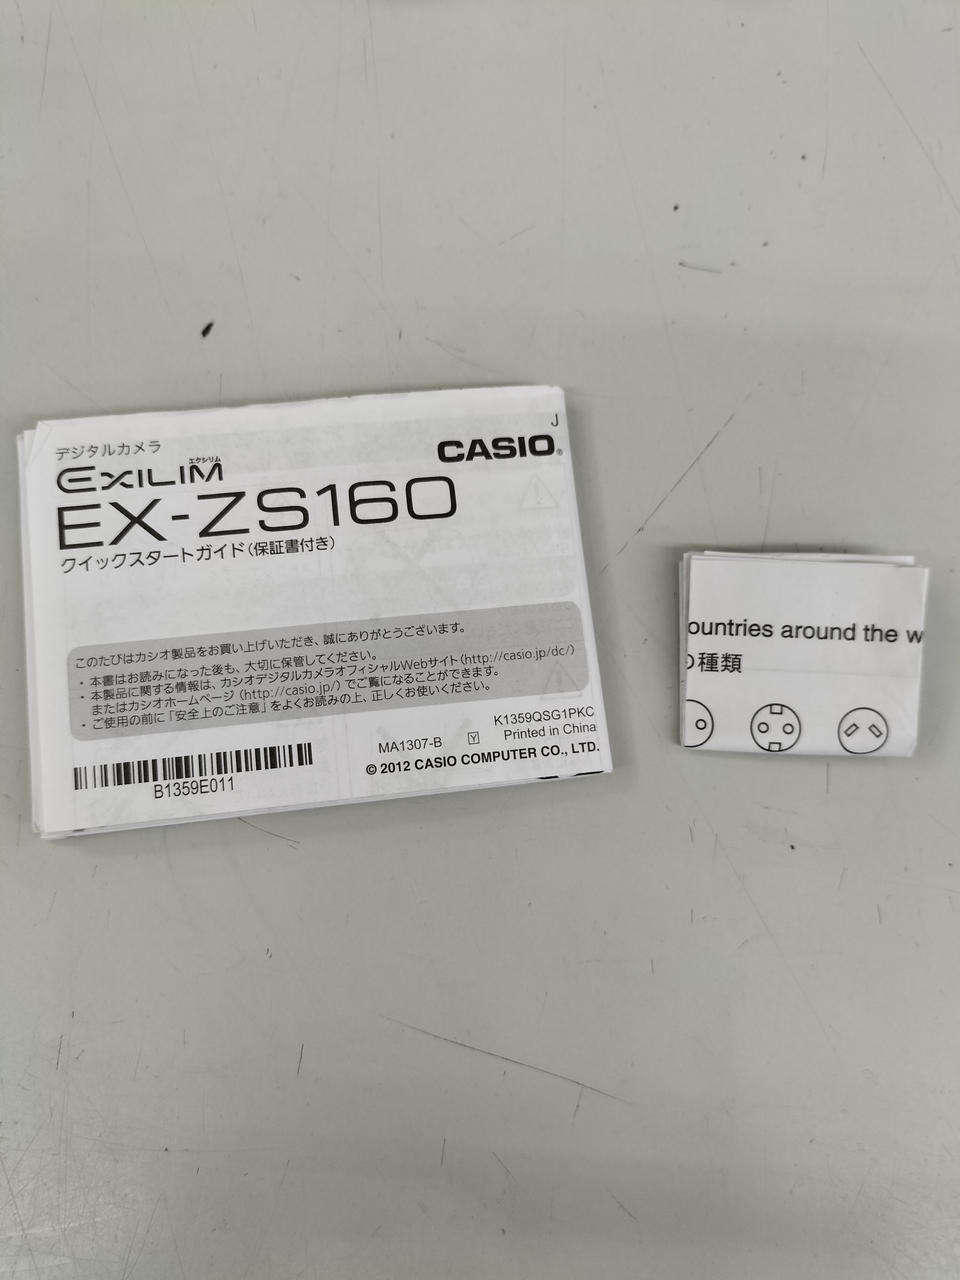 J
デジタルカメラ
エクシリム
EXILIM
CASIO®
EX-ZS160
クイックスタートガイド（保証書付き）
このたびはカシオ製品をお買い上げいただき、誠にありがとうございます。
・本書はお読みになった後も、大切に保管してください。
・本製品に関する情報は、カシオデジタルカメラオフィシャルWebサイト（http://casio.jp/dc/）
またはカシオホームページ（http://casio.jp/）でご覧になることができます。
・ご使用の前に「安全上のご注意」をよくお読みの上、正しくお使いください。
B1359E011
K1359QSG1PKC
MA1307-B Y Printed in China
© 2012 CASIO COMPUTER CO., LTD.
ountries around the w
の種類